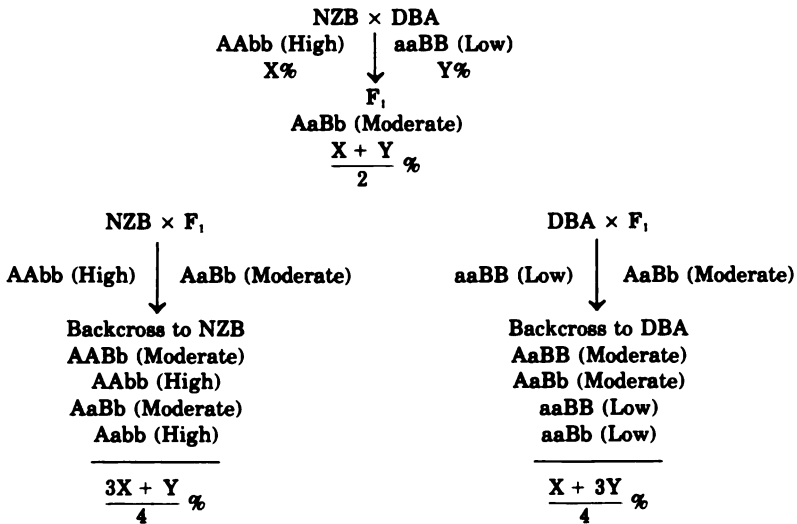 NZB × DBA
AAbb (High) aaBB (Low)
X% Y%
F₁
AaBb (Moderate)
X + Y
2 %
NZB × F₁
AAbb (High) AaBb (Moderate)
Backcross to NZB
AABb (Moderate)
AAbb (High)
AaBb (Moderate)
Aabb (High)
3X + Y
4 %
DBA × F₁
aaBB (Low) AaBb (Moderate)
Backcross to DBA
AaBB (Moderate)
AaBb (Moderate)
aaBB (Low)
aaBb (Low)
X + 3Y
4 %